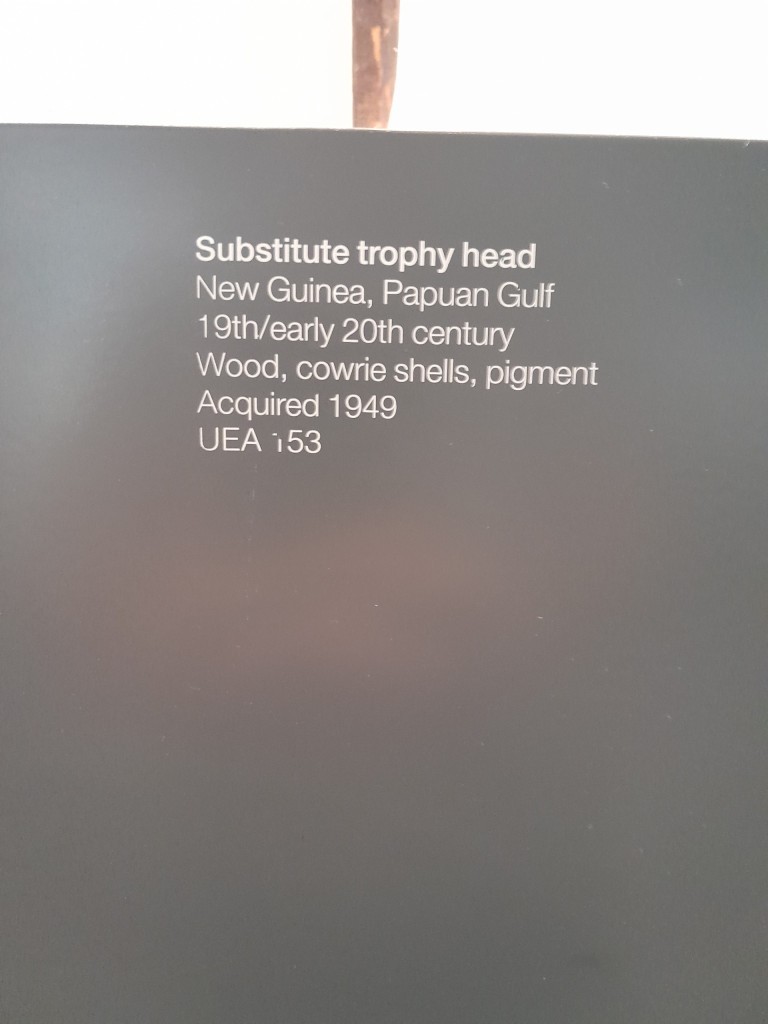 Substitute trophy head
New Guinea, Papuan Gulf
19th/early 20th century
Wood, cowrie shells, pigment
Acquired 1949
UEA 153